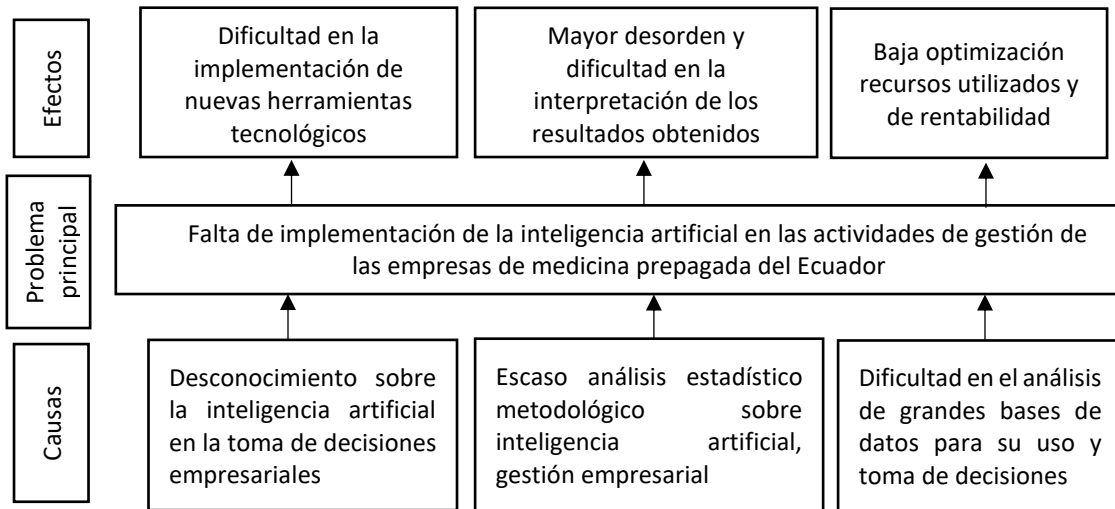 Efectos
Dificultad en la
implementación de
nuevas herramientas
tecnológicos
Mayor desorden y
dificultad en la
interpretación de los
resultados obtenidos
Baja optimización
recursos utilizados y
de rentabilidad
Problema
principal
Falta de implementación de la inteligencia artificial en las actividades de gestión de
las empresas de medicina prepagada del Ecuador
Causas
Desconocimiento sobre
la inteligencia artificial
en la toma de decisiones
empresariales
Escaso análisis estadístico
metodológico sobre
inteligencia artificial,
gestión empresarial
Dificultad en el análisis
de grandes bases de
datos para su uso y
toma de decisiones